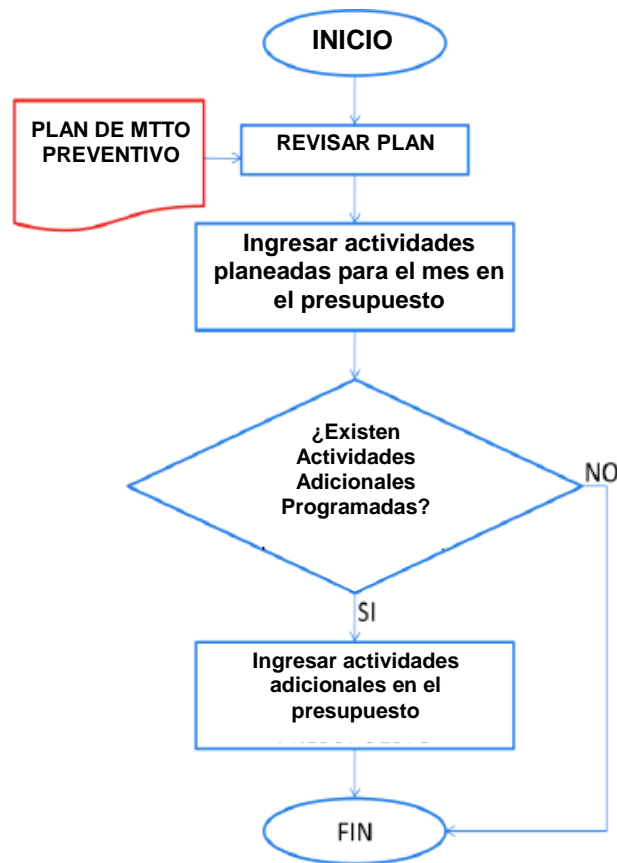 INICIO
PLAN DE MTTO
PREVENTIVO
REVISAR PLAN
Ingresar actividades
planeadas para el mes en
el presupuesto
¿Existen
Actividades
Adicionales
Programadas?
NO
SI
Ingresar actividades
adicionales en el
presupuesto
FIN